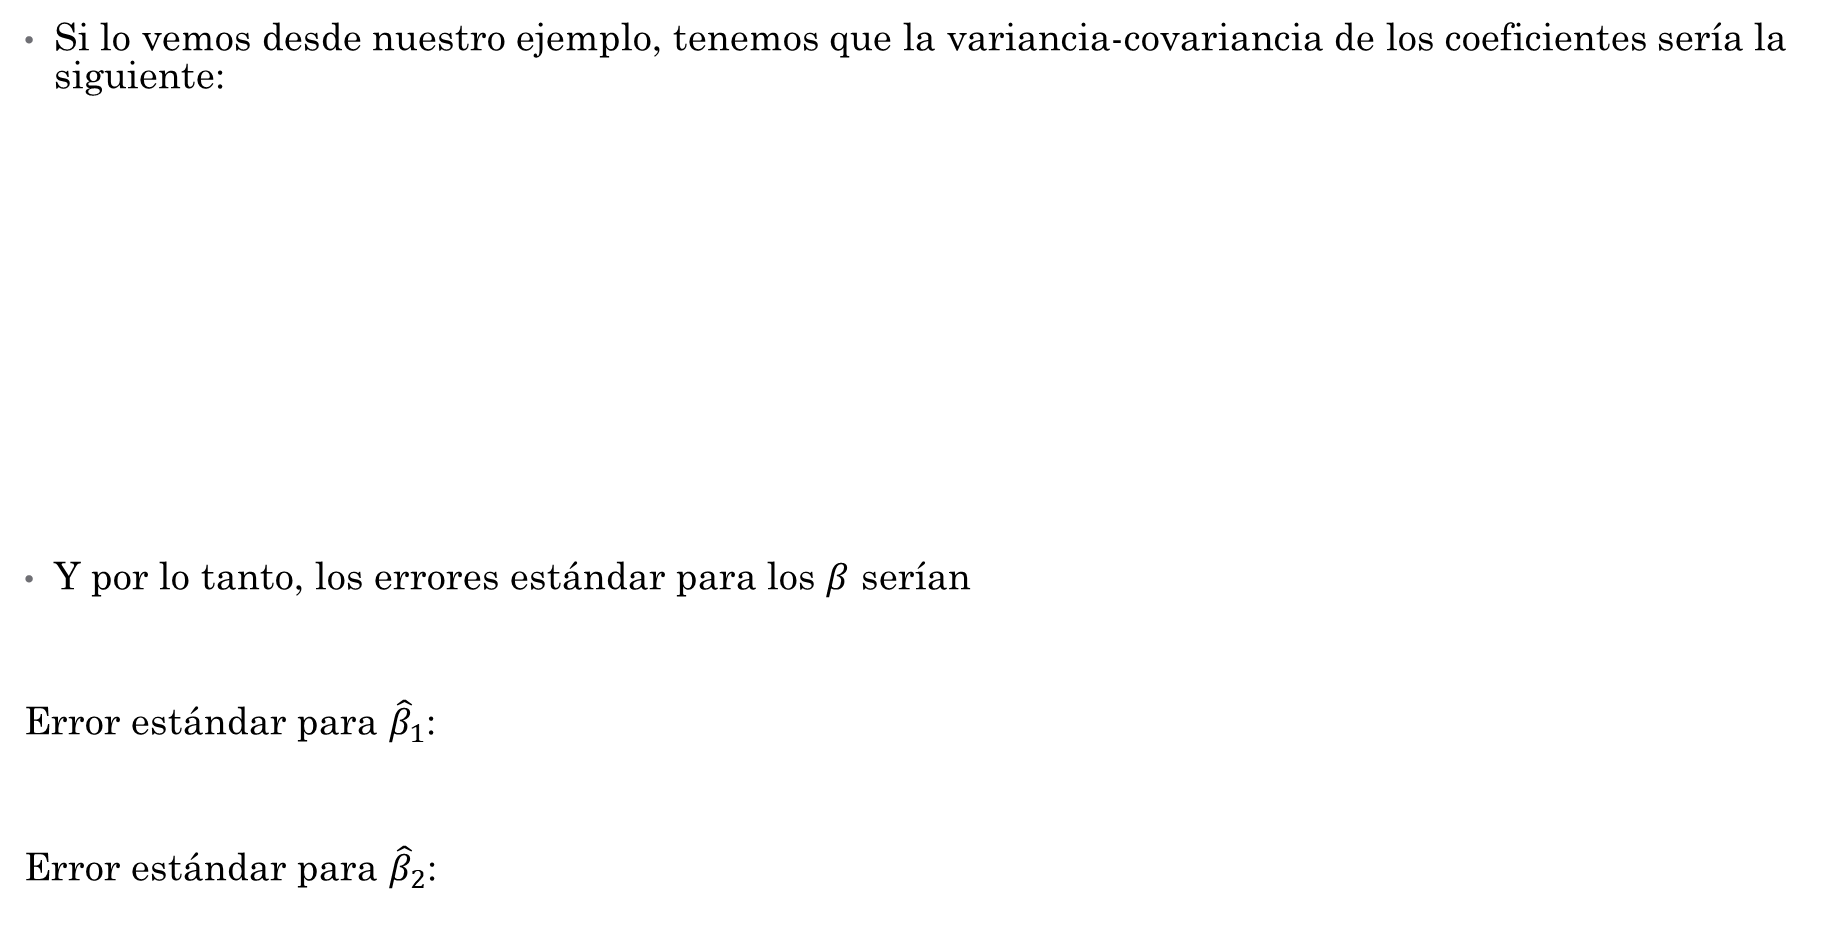 • Si lo vemos desde nuestro ejemplo, tenemos que la variancia-covariancia de los coeficientes sería la
siguiente:
• Y por lo tanto, los errores estándar para los β serían
Error estándar para β̂₁:
Error estándar para β̂₂: